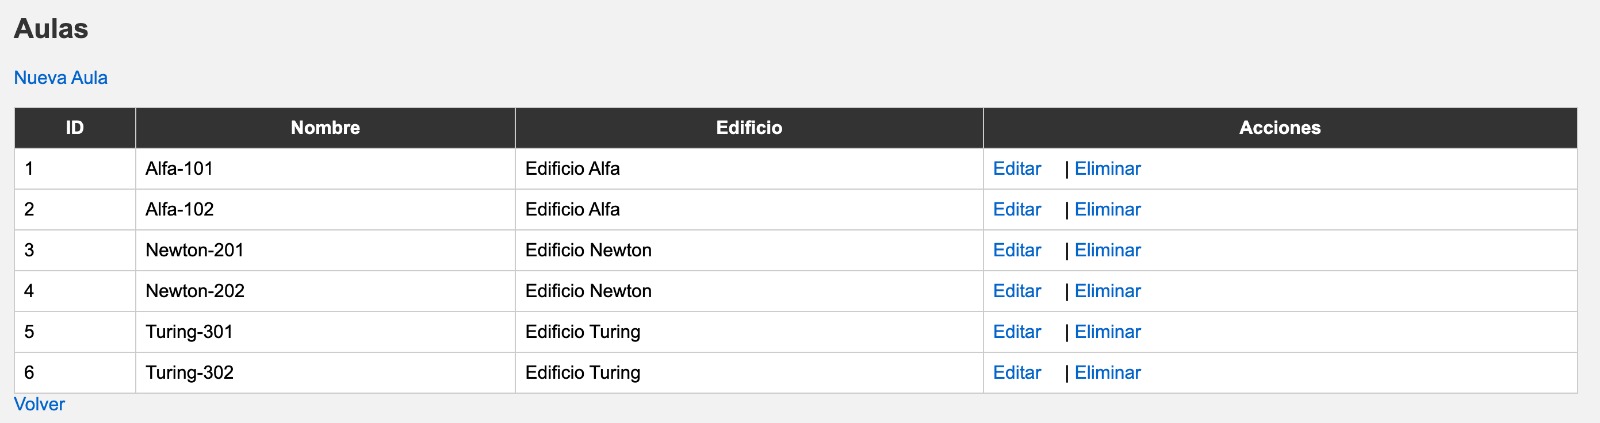 Aulas
Nueva Aula
ID Nombre Edificio Acciones
1 Alfa-101 Edificio Alfa Editar | Eliminar
2 Alfa-102 Edificio Alfa Editar | Eliminar
3 Newton-201 Edificio Newton Editar | Eliminar
4 Newton-202 Edificio Newton Editar | Eliminar
5 Turing-301 Edificio Turing Editar | Eliminar
6 Turing-302 Edificio Turing Editar | Eliminar
Volver